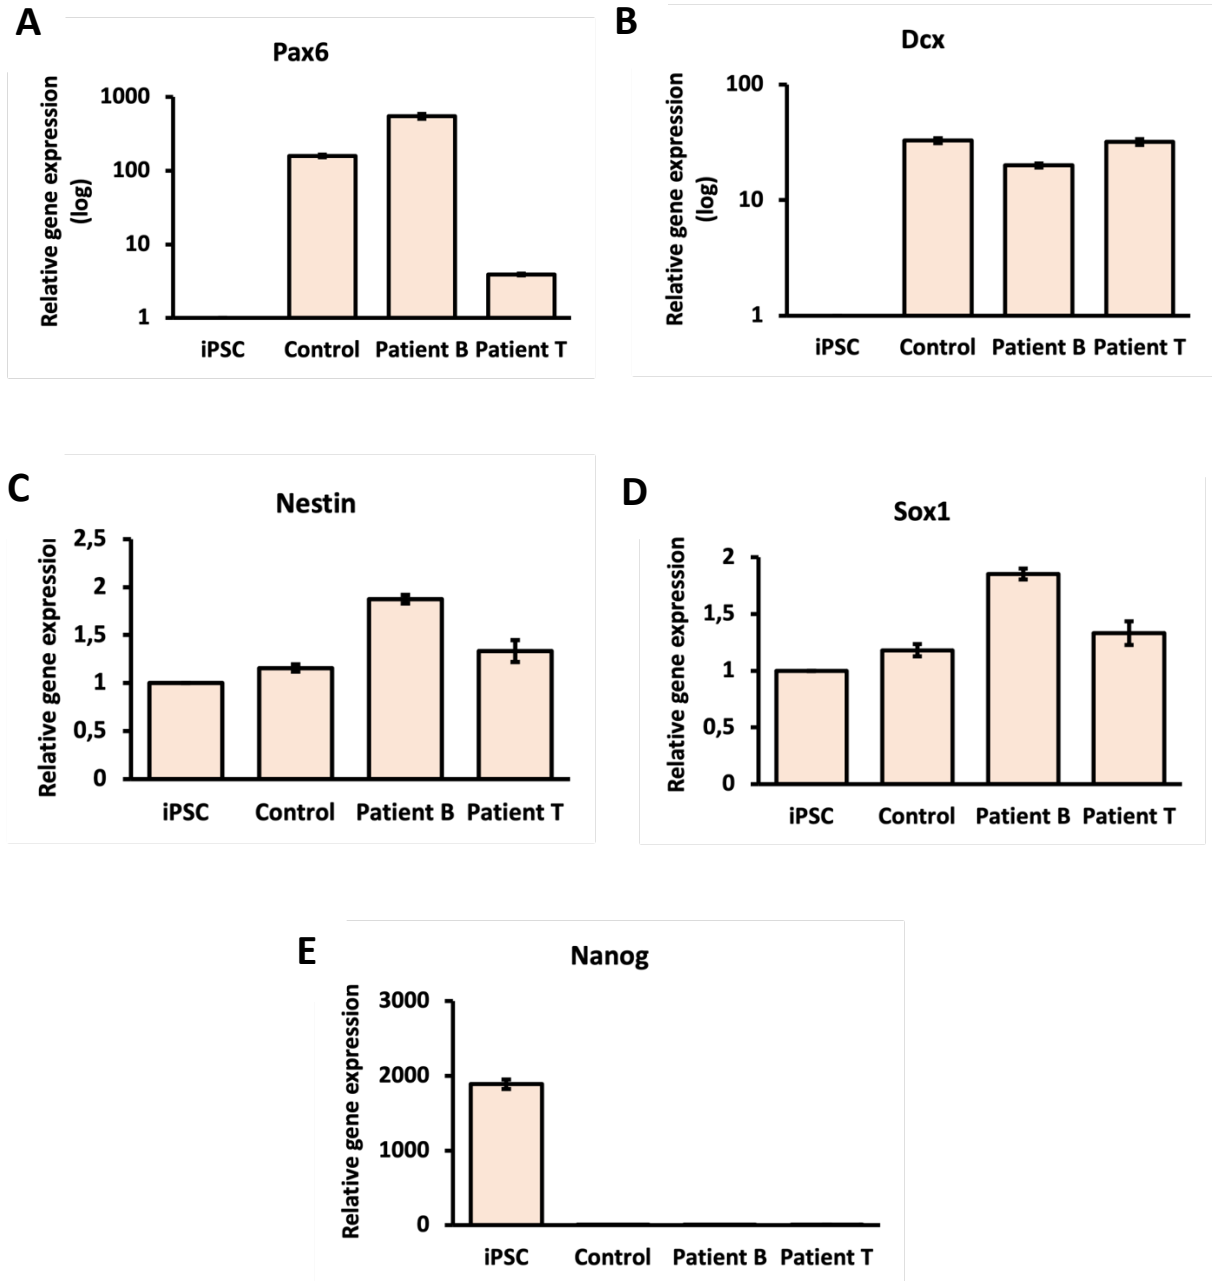 A
Pax6
Relative gene expression
(log)
1000
100
10
1
iPSC Control Patient B Patient T
B
Dcx
Relative gene expression
(log)
100
10
1
iPSC Control Patient B Patient T
C
Nestin
Relative gene expression
2,5
2
1,5
1
0,5
0
iPSC Control Patient B Patient T
D
Sox1
Relative gene expression
2
1,5
1
0,5
0
iPSC Control Patient B Patient T
E
Nanog
Relative gene expression
3000
2000
1000
0
iPSC Control Patient B Patient T